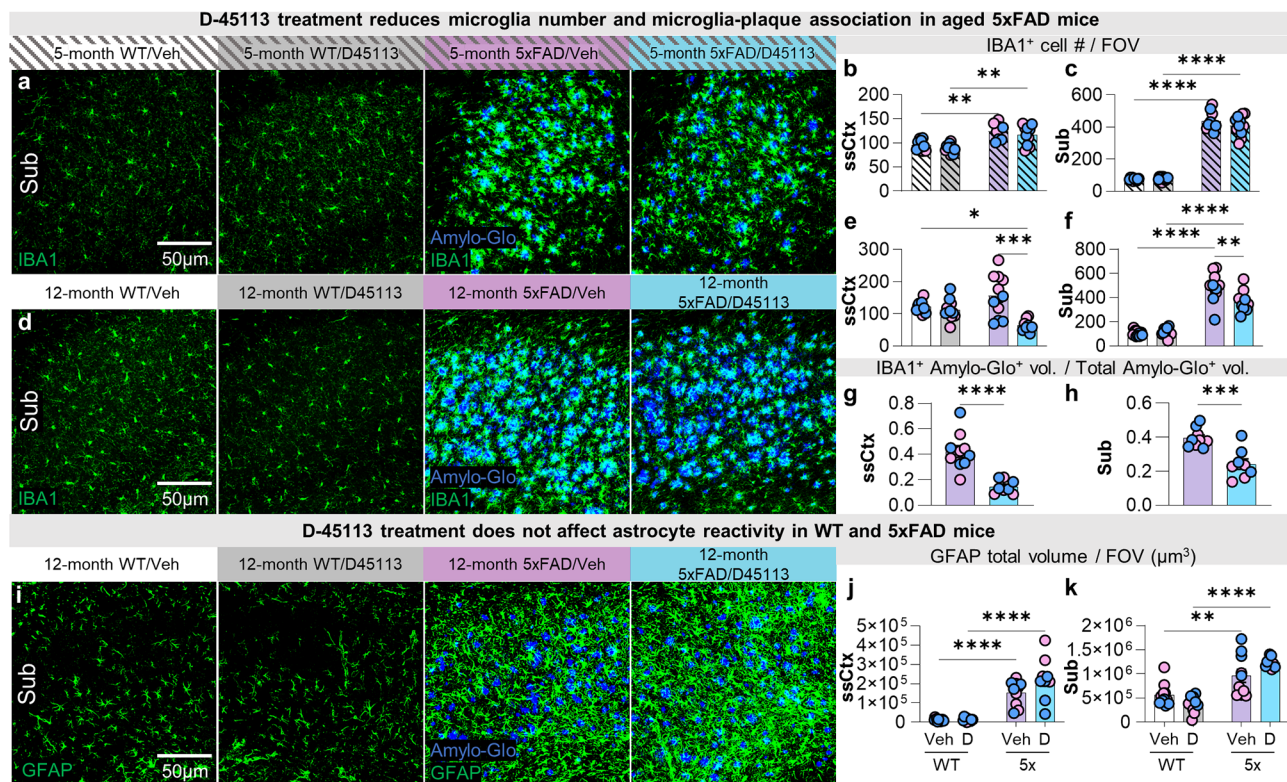 D-45113 treatment reduces microglia number and microglia-plaque association in aged 5xFAD mice
5-month WT/Veh
5-month WT/D45113
5-month 5xFAD/Veh
5-month 5xFAD/D45113
IBA1⁺ cell # / FOV
a
Sub
IBA1
50μm
Amylo-Glo
IBA1
b
ssCtx
200
150
100
50
0
**
**
c
Sub
600
400
200
0
****
****
12-month WT/Veh
12-month WT/D45113
12-month 5xFAD/Veh
12-month
5xFAD/D45113
d
Sub
IBA1
50μm
Amylo-Glo
IBA1
e
ssCtx
300
200
100
0
*
***
f
Sub
800
600
400
200
0
****
****
**
IBA1⁺ Amylo-Glo⁺ vol. / Total Amylo-Glo⁺ vol.
g
ssCtx
0.8
0.6
0.4
0.2
0.0
****
h
Sub
0.6
0.4
0.2
0.0
***
D-45113 treatment does not affect astrocyte reactivity in WT and 5xFAD mice
12-month WT/Veh
12-month WT/D45113
12-month 5xFAD/Veh
12-month
5xFAD/D45113
GFAP total volume / FOV (μm³)
i
Sub
GFAP
50μm
Amylo-Glo
GFAP
j
ssCtx
5×10⁵
4×10⁵
3×10⁵
2×10⁵
1×10⁵
0
****
****
Veh D Veh D
WT 5x
k
Sub
2×10⁶
2×10⁶
1×10⁶
5×10⁵
0
****
**
Veh D Veh D
WT 5x